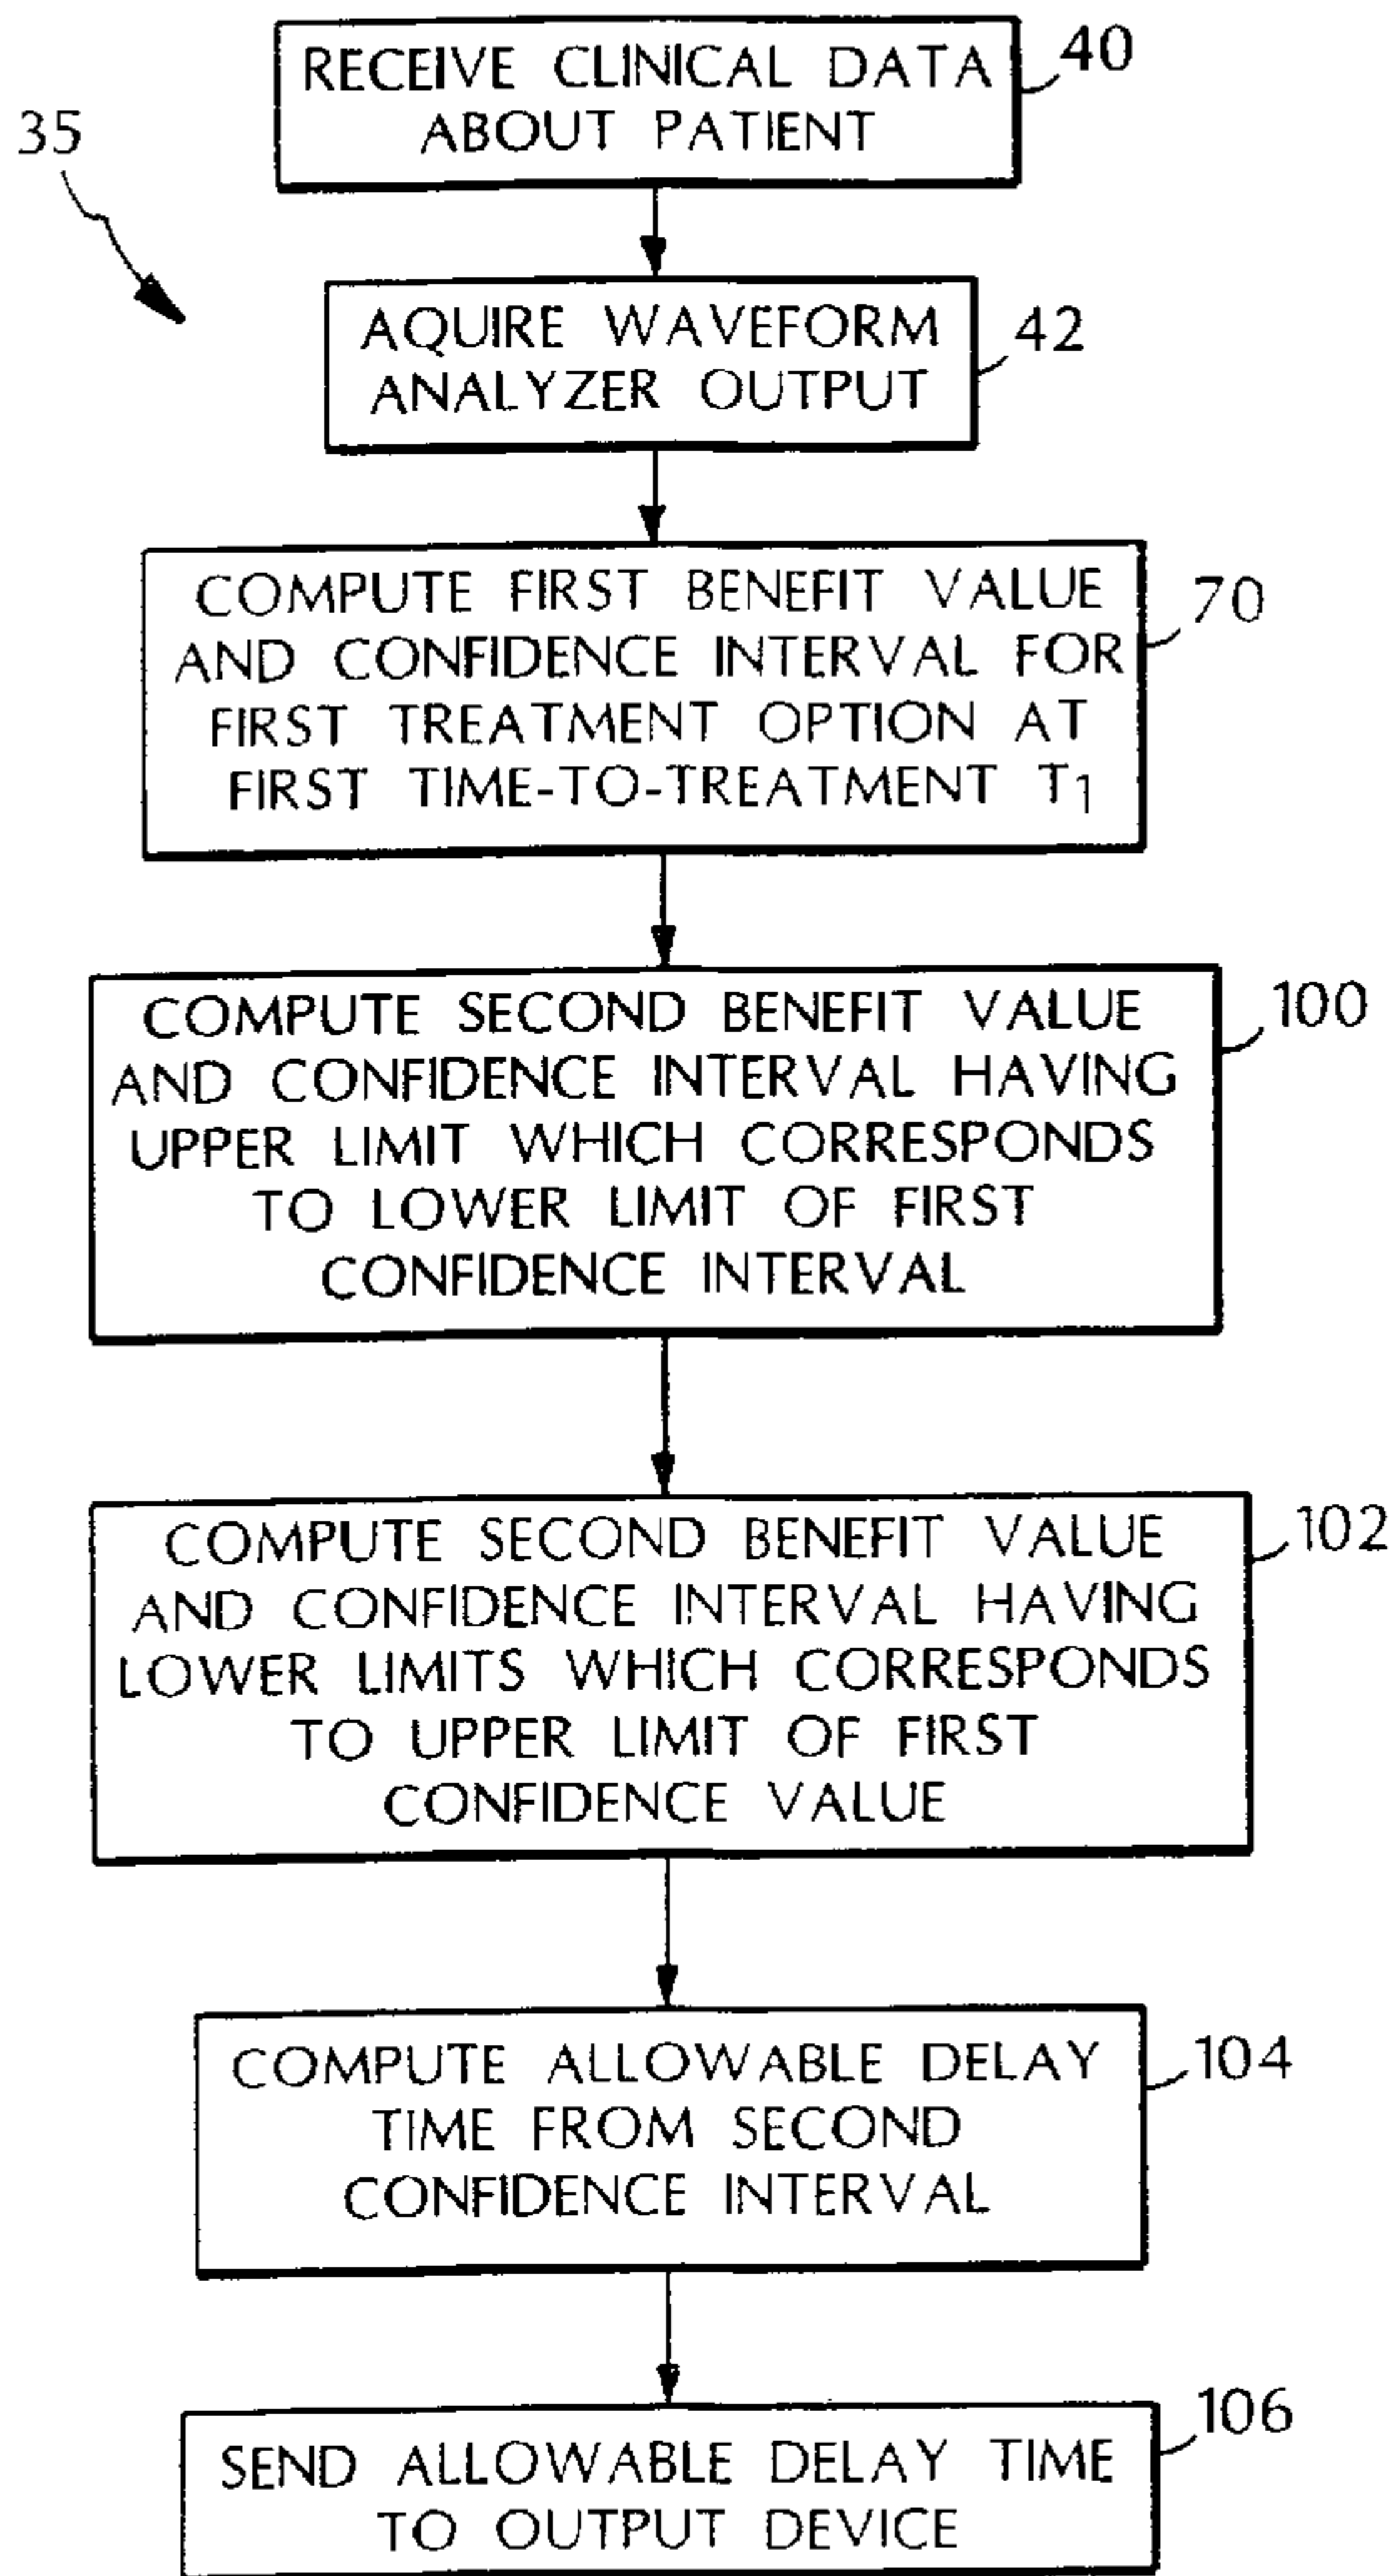 35
RECEIVE CLINICAL DATA
ABOUT PATIENT
40
AQUIRE WAVEFORM
ANALYZER OUTPUT
42
COMPUTE FIRST BENEFIT VALUE
AND CONFIDENCE INTERVAL FOR
FIRST TREATMENT OPTION AT
FIRST TIME-TO-TREATMENT T1
70
COMPUTE SECOND BENEFIT VALUE
AND CONFIDENCE INTERVAL HAVING
UPPER LIMIT WHICH CORRESPONDS
TO LOWER LIMIT OF FIRST
CONFIDENCE INTERVAL
100
COMPUTE SECOND BENEFIT VALUE
AND CONFIDENCE INTERVAL HAVING
LOWER LIMITS WHICH CORRESPONDS
TO UPPER LIMIT OF FIRST
CONFIDENCE VALUE
102
COMPUTE ALLOWABLE DELAY
TIME FROM SECOND
CONFIDENCE INTERVAL
104
SEND ALLOWABLE DELAY TIME
TO OUTPUT DEVICE
106